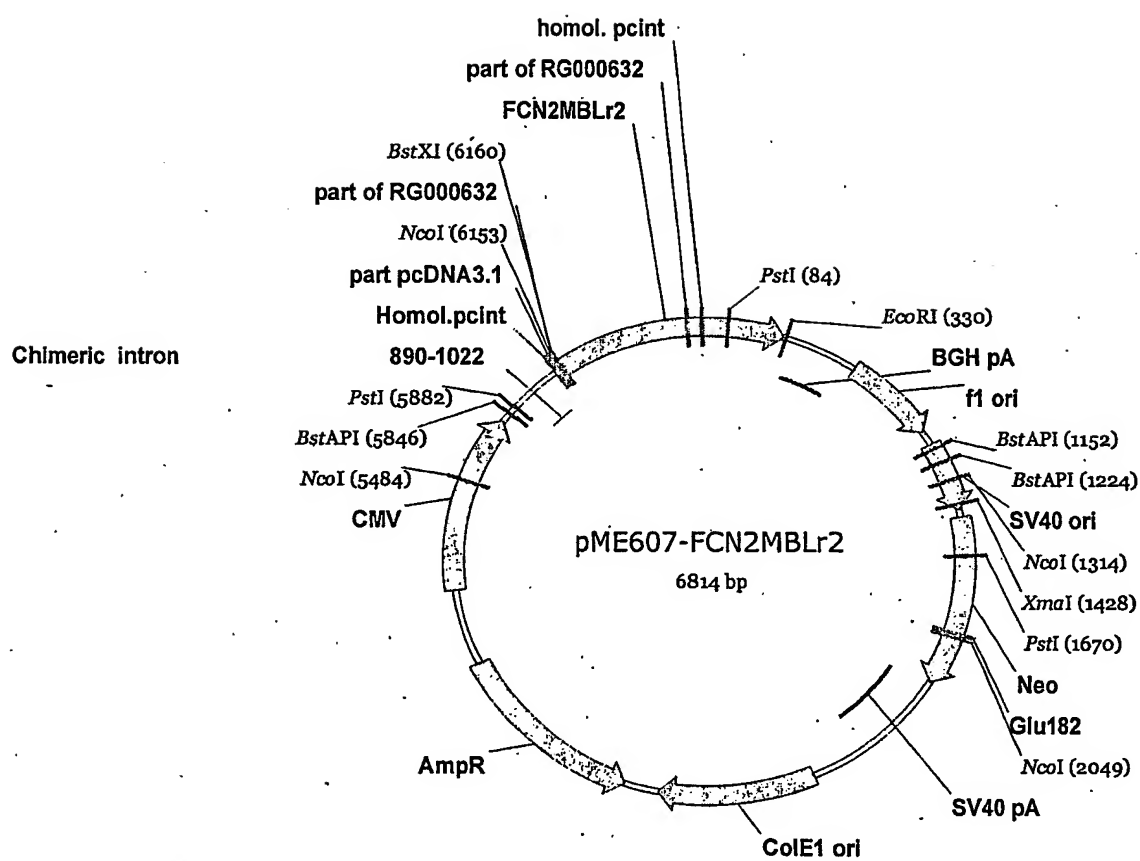 homol. pcint
part of RG000632
FCN2MBLr2
BstXI (6160)
part of RG000632
NcoI (6153)
part pcDNA3.1
Homol.pcint
Chimeric intron
890-1022
PstI (5882)
BstAPI (5846)
NcoI (5484)
CMV
PstI (84)
EcoRI (330)
BGH pA
f1 ori
BstAPI (1152)
BstAPI (1224)
SV40 ori
NcoI (1314)
XmaI (1428)
PstI (1670)
Neo
Glu182
NcoI (2049)
SV40 pA
ColE1 ori
AmpR
pME607-FCN2MBLr2
6814 bp